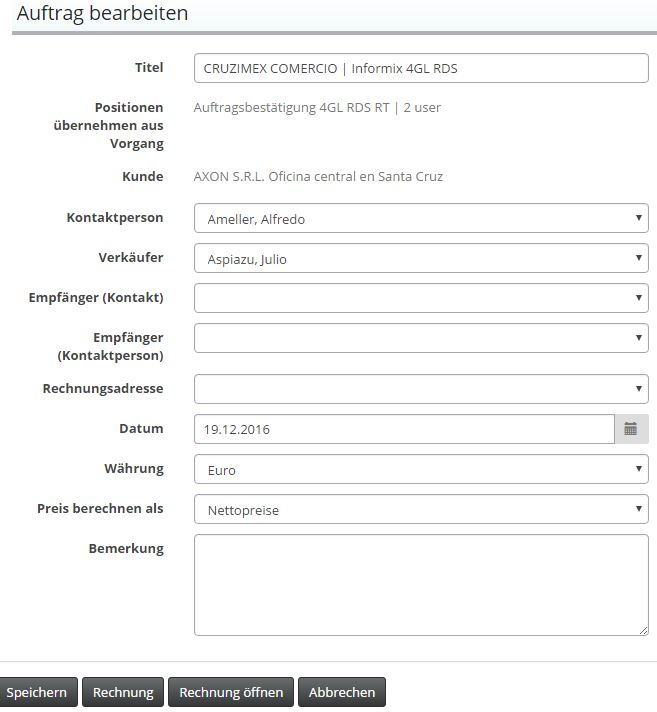 Auftrag bearbeiten
Titel
CRUZIMEX COMERCIO | Informix 4GL RDS
Positionen
übernehmen aus
Vorgang
Auftragsbestätigung 4GL RDS RT | 2 user
Kunde
AXON S.R.L. Oficina central en Santa Cruz
Kontaktperson
Ameller, Alfredo
Verkäufer
Aspiazu, Julio
Empfänger (Kontakt)
Empfänger
(Kontaktperson)
Rechnungsadresse
Datum
19.12.2016
Währung
Euro
Preis berechnen als
Nettopreise
Bemerkung
Speichern
Rechnung
Rechnung öffnen
Abbrechen